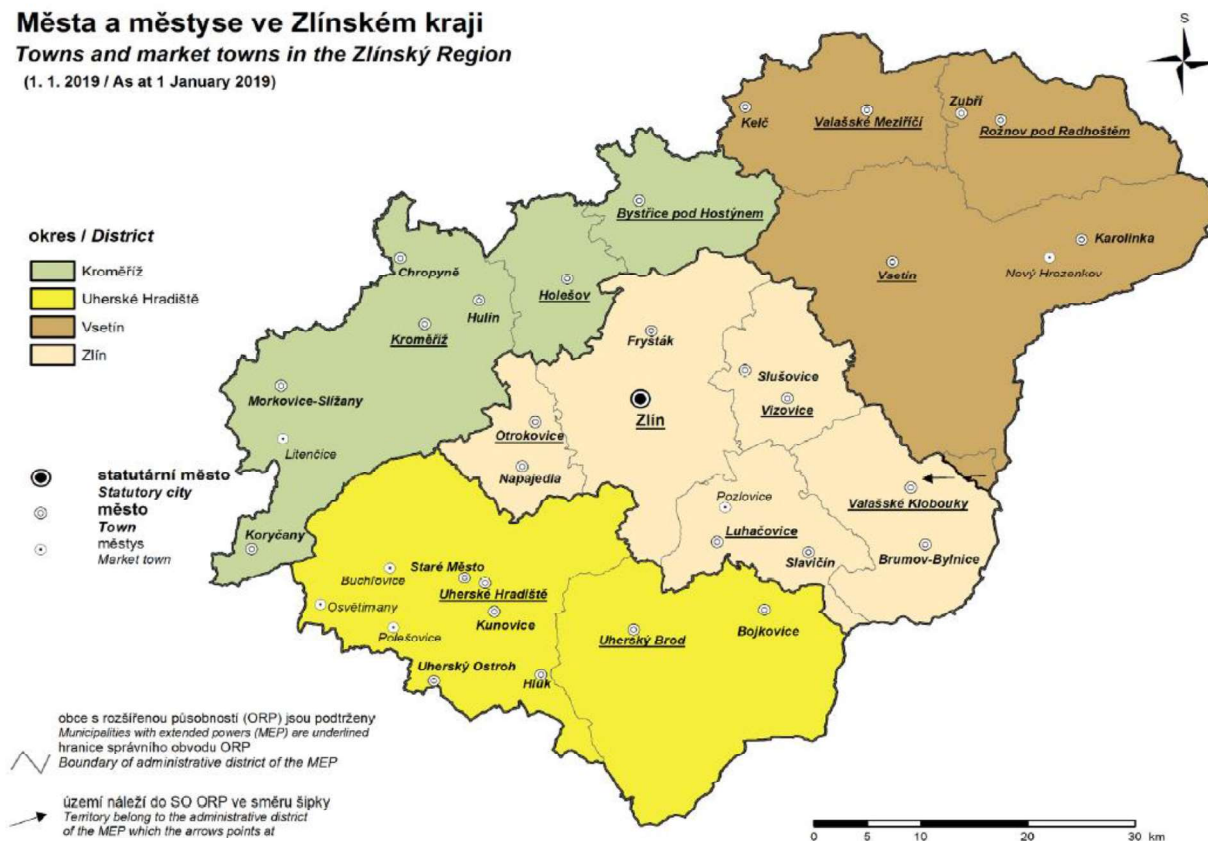 Města a městyse ve Zlínském kraji
Towns and market towns in the Zlínský Region
(1. 1. 2019 / As at 1 January 2019)
S
Zubří
Kelč
Valašské Meziříčí
Rožnov pod Radhoštěm
Bystřice pod Hostýnem
okres / District
Kroměříž
Uherské Hradiště
Vsetín
Zlín
Karolinka
Chropyně
Vsetín
Nový Hrozenkov
Holešov
Hulín
Kroměříž
Fryšták
Slušovice
Morkovice-Slížany
Vizovice
Zlín
Otrokovice
Litenčice
Napajedla
statutární město
Statutory city
město
Town
městys
Market town
Valašské Klobouky
Pozlovice
Luhačovice
Koryčany
Slavičín
Brumov-Bylnice
Staré Město
Buchlovice
Uherské Hradiště
Osvětimany
Kunovice
Polešovice
Uherský Brod
Bojkovice
Uherský Ostroh
Hluk
obce s rozšířenou působností (ORP) jsou podtrženy
Municipalities with extended powers (MEP) are underlined
hranice správního obvodu ORP
Boundary of administrative district of the MEP
území náleží do SO ORP ve směru šipky
Territory belong to the administrative district
of the MEP which the arrows points at
0 5 10 20 30 km